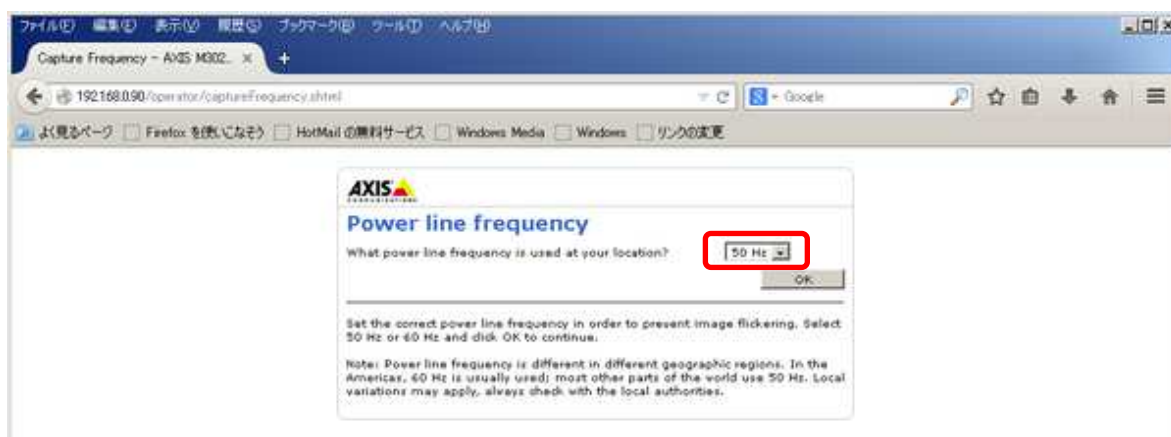 ファイル(F) 編集(E) 表示(V) 履歴(S) ブックマーク(B) ツール(T) ヘルプ(H)
Capture Frequency - AXIS M302... × +
192.168.0.90/operator/captureFrequency.shtml
Google
よく見るページ Firefox を使いこなそう HotMail の無料サービス Windows Media Windows リンクの変更
AXIS
COMMUNICATIONS
Power line frequency
What power line frequency is used at your location? 50 Hz
OK
Set the correct power line frequency in order to prevent image flickering. Select
50 Hz or 60 Hz and click OK to continue.
Note: Power line frequency is different in different geographic regions. In the
Americas, 60 Hz is usually used; most other parts of the world use 50 Hz. Local
variations may apply, always check with the local authorities.